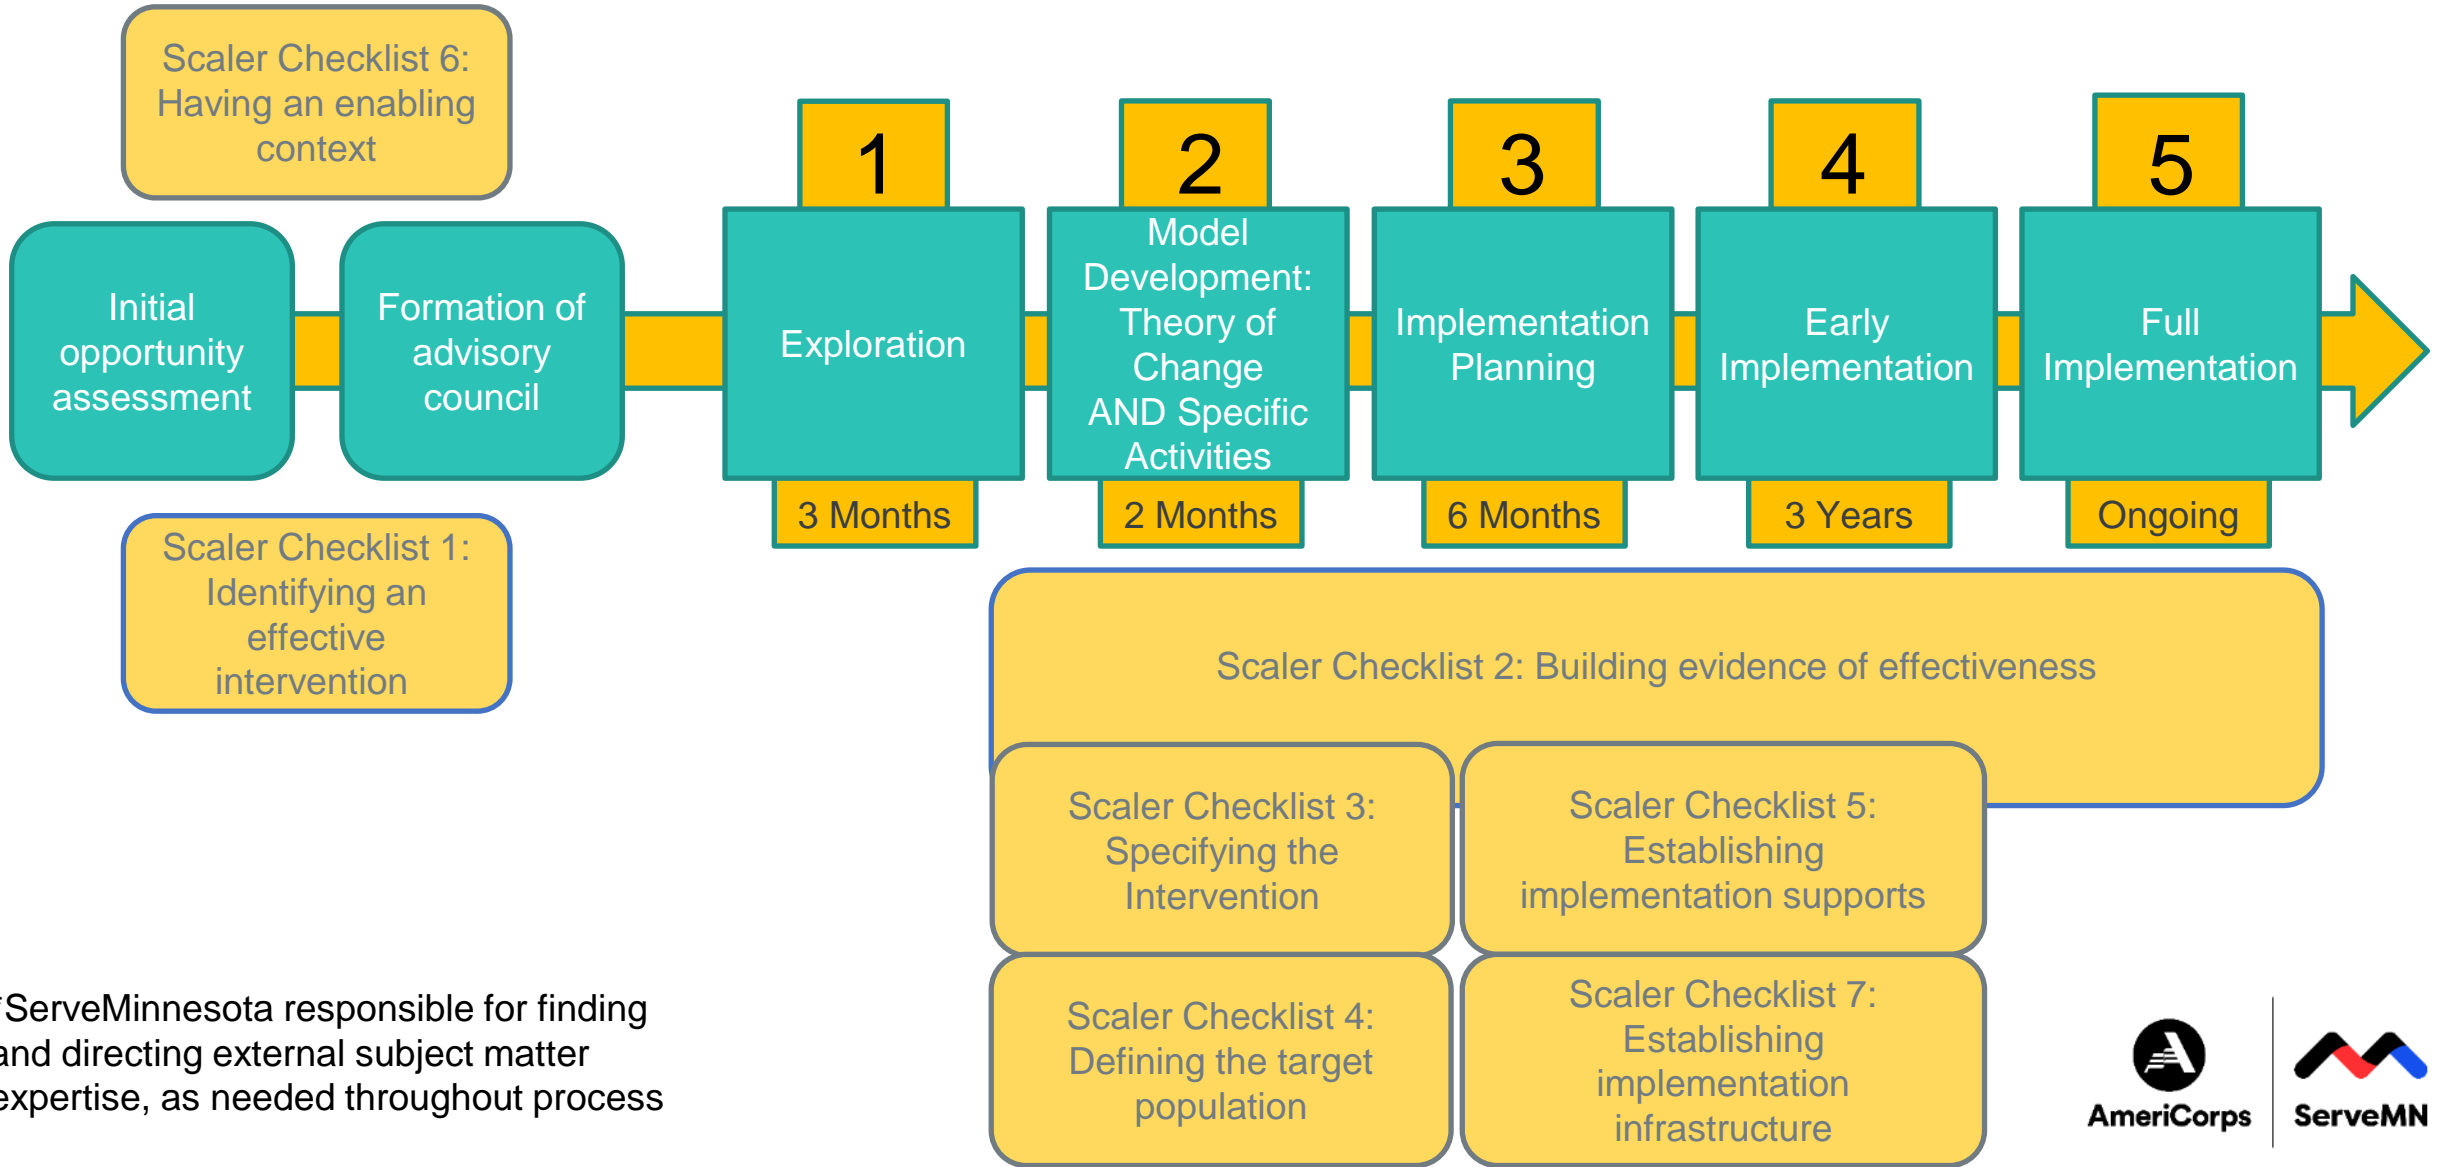 Scaler Checklist 6:
Having an enabling
context
Initial
opportunity
assessment
Formation of
advisory
council
Scaler Checklist 1:
Identifying an
effective
intervention
1
Exploration
3 Months
2
Model
Development:
Theory of
Change
AND Specific
Activities
2 Months
3
Implementation
Planning
6 Months
4
Early
Implementation
3 Years
5
Full
Implementation
Ongoing
Scaler Checklist 2: Building evidence of effectiveness
Scaler Checklist 3:
Specifying the
Intervention
Scaler Checklist 5:
Establishing
implementation supports
Scaler Checklist 4:
Defining the target
population
Scaler Checklist 7:
Establishing
implementation
infrastructure
*ServeMinnesota responsible for finding
and directing external subject matter
expertise, as needed throughout process
AmeriCorps
ServeMN